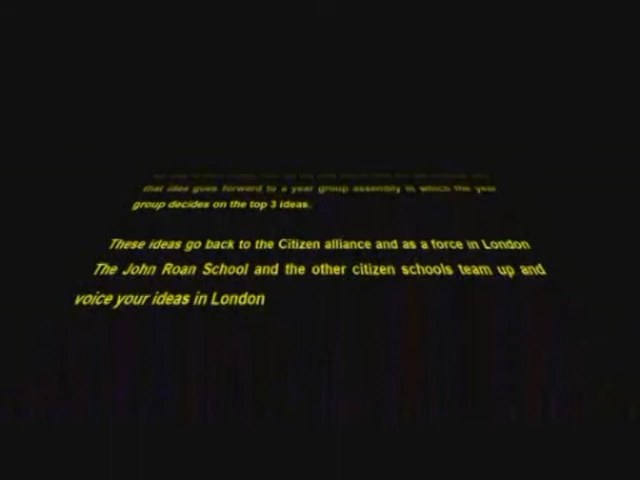 that idea goes forward to a year group assembly in which the year
group decides on the top 3 ideas.
These ideas go back to the Citizen alliance and as a force in London
The John Roan School and the other citizen schools team up and
voice your ideas in London